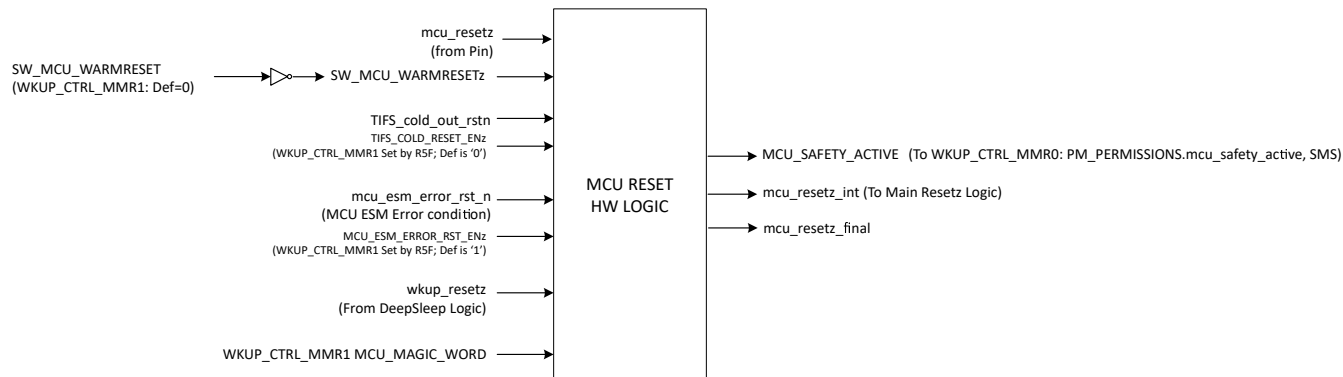 mcu_resetz
(from Pin)
SW_MCU_WARMRESET
(WKUP_CTRL_MMR1: Def=0)
SW_MCU_WARMRESETz
TIFS_cold_out_rstn
TIFS_COLD_RESET_ENz
(WKUP_CTRL_MMR1 Set by R5F; Def is ‘0’)
mcu_esm_error_rst_n
(MCU ESM Error condition)
MCU_ESM_ERROR_RST_ENz
(WKUP_CTRL_MMR1 Set by R5F; Def is ‘1’)
wkup_resetz
(From DeepSleep Logic)
WKUP_CTRL_MMR1 MCU_MAGIC_WORD
MCU RESET
HW LOGIC
MCU_SAFETY_ACTIVE (To WKUP_CTRL_MMR0: PM_PERMISSIONS.mcu_safety_active, SMS)
mcu_resetz_int (To Main Resetz Logic)
mcu_resetz_final